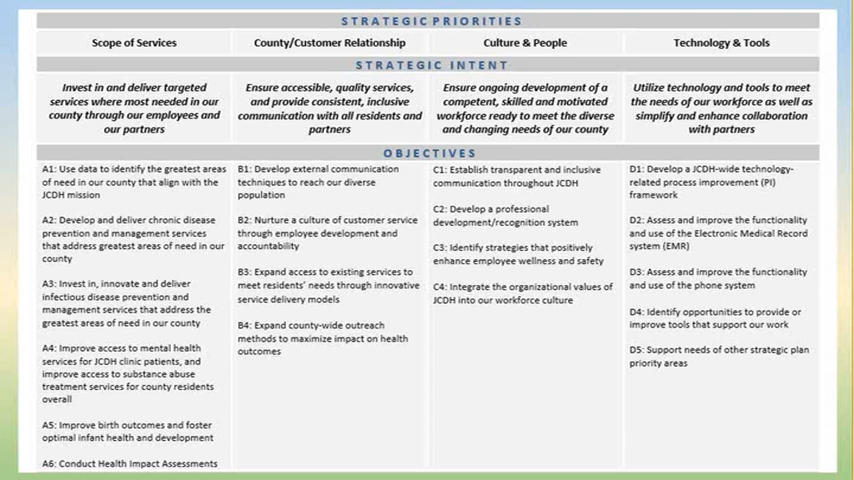 STRATEGIC PRIORITIES
Scope of Services
County/Customer Relationship
Culture & People
Technology & Tools
STRATEGIC INTENT
Invest in and deliver targeted
services where most needed in our
county through our employees and
our partners
Ensure accessible, quality services,
and provide consistent, inclusive
communication with all residents and
partners
Ensure ongoing development of a
competent, skilled and motivated
workforce ready to meet the diverse
and changing needs of our county
Utilize technology and tools to meet
the needs of our workforce as well as
simplify and enhance collaboration
with partners
OBJECTIVES
A1: Use data to identify the greatest areas
of need in our county that align with the
JCDH mission
A2: Develop and deliver chronic disease
prevention and management services
that address greatest areas of need in our
county
A3: Invest in, innovate and deliver
infectious disease prevention and
management services that address the
greatest areas of need in our county
A4: Improve access to mental health
services for JCDH clinic patients, and
improve access to substance abuse
treatment services for county residents
overall
A5: Improve birth outcomes and foster
optimal infant health and development
A6: Conduct Health Impact Assessments
B1: Develop external communication
techniques to reach our diverse
population
B2: Nurture a culture of customer service
through employee development and
accountability
B3: Expand access to existing services to
meet residents' needs through innovative
service delivery models
B4: Expand county-wide outreach
methods to maximize impact on health
outcomes
C1: Establish transparent and inclusive
communication throughout JCDH
C2: Develop a professional
development/recognition system
C3: Identify strategies that positively
enhance employee wellness and safety
C4: Integrate the organizational values of
JCDH into our workforce culture
D1: Develop a JCDH-wide technology-
related process improvement (PI)
framework
D2: Assess and improve the functionality
and use of the Electronic Medical Record
system (EMR)
D3: Assess and improve the functionality
and use of the phone system
D4: Identify opportunities to provide or
improve tools that support our work
D5: Support needs of other strategic plan
priority areas